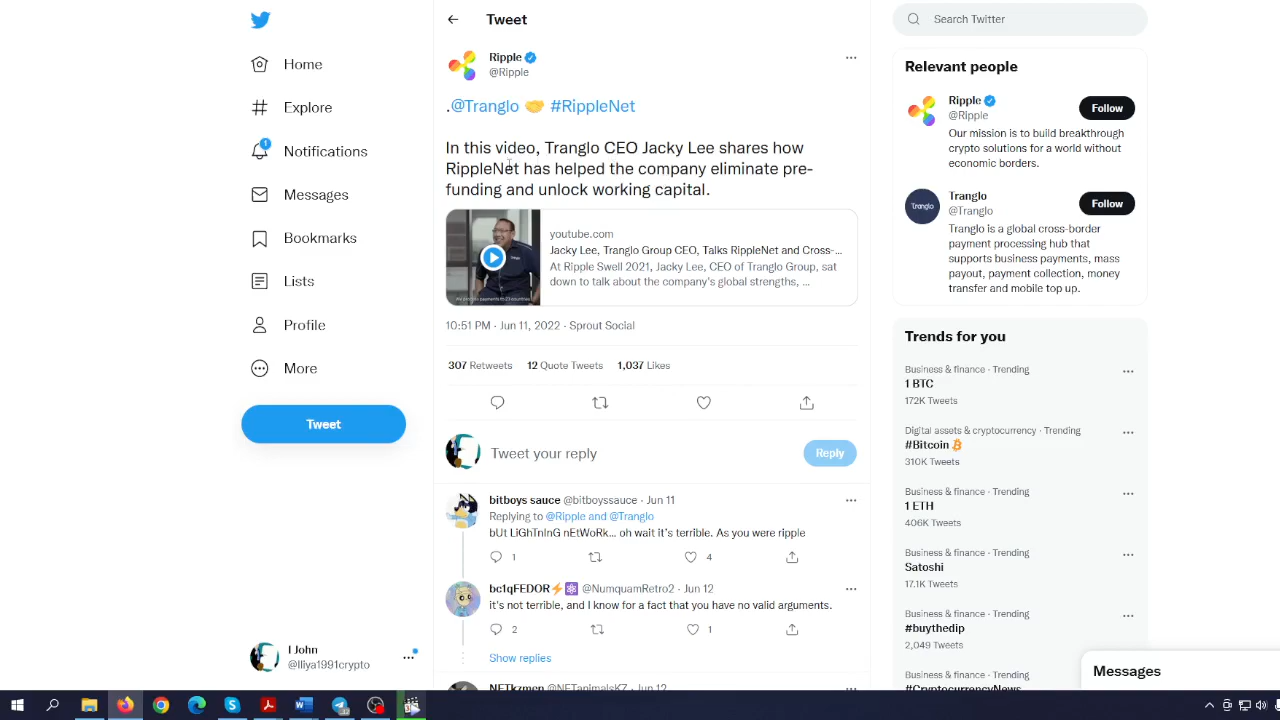 Home
Explore
1
Notifications
Messages
Bookmarks
Lists
Profile
More
Tweet
I John
@Iliya1991crypto
Tweet
Ripple
@Ripple
.@Tranglo 🤝 #RippleNet
In this video, Tranglo CEO Jacky Lee shares how
RippleNet has helped the company eliminate pre-
funding and unlock working capital.
youtube.com
Jacky Lee, Tranglo Group CEO, Talks RippleNet and Cross-...
At Ripple Swell 2021, Jacky Lee, CEO of Tranglo Group, sat
down to talk about the company's global strengths, ...
10:51 PM · Jun 11, 2022 · Sprout Social
307 Retweets 12 Quote Tweets 1,037 Likes
Tweet your reply
Reply
bitboys sauce @bitboyssauce · Jun 11
Replying to @Ripple and @Tranglo
bUt LiGhTnInG nEtWoRk... oh wait it's terrible. As you were ripple
1 4
bc1qFEDOR⚡⚛ @NumquamRetro2 · Jun 12
it's not terrible, and I know for a fact that you have no valid arguments.
2 1
Show replies
NFTkzmen @NFTanimalsKZ · Jun 12
Search Twitter
Relevant people
Ripple
@Ripple
Follow
Our mission is to build breakthrough
crypto solutions for a world without
economic borders.
Tranglo
Tranglo
@Tranglo
Follow
Tranglo is a global cross-border
payment processing hub that
supports business payments, mass
payout, payment collection, money
transfer and mobile top up.
Trends for you
Business & finance · Trending
1 BTC
172K Tweets
Digital assets & cryptocurrency · Trending
#Bitcoin
310K Tweets
Business & finance · Trending
1 ETH
406K Tweets
Business & finance · Trending
Satoshi
17.1K Tweets
Business & finance · Trending
#buythedip
2,049 Tweets
Business & finance · Trending
#CryptocurrencyNews
Messages